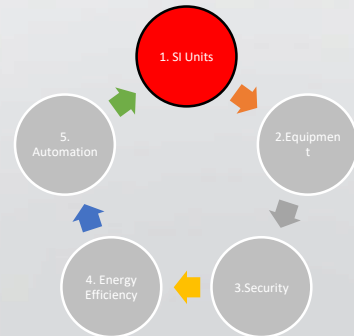 1. SI Units
2.Equipmen
t
3.Security
4. Energy
Efficiency
5.
Automation